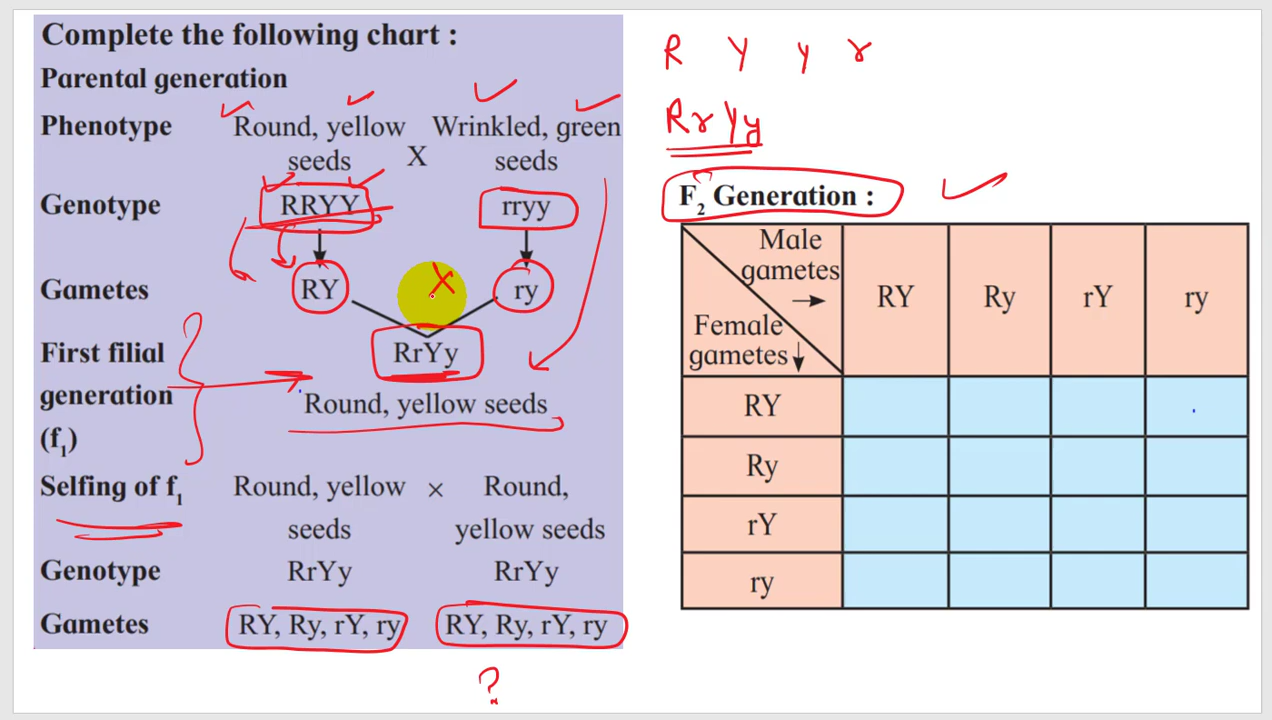 Complete the following chart :
Parental generation
Phenotype Round, yellow Wrinkled, green
seeds X seeds
Genotype RRYY rryy
Gametes RY X ry
First filial RrYy
generation Round, yellow seeds
(f1)
Selfing of f1 Round, yellow × Round,
seeds yellow seeds
Genotype RrYy RrYy
Gametes RY, Ry, rY, ry RY, Ry, rY, ry
?
R Y y r
RrYy
F2 Generation :
Male
gametes
RY Ry rY ry
Female
gametes
RY
Ry
rY
ry